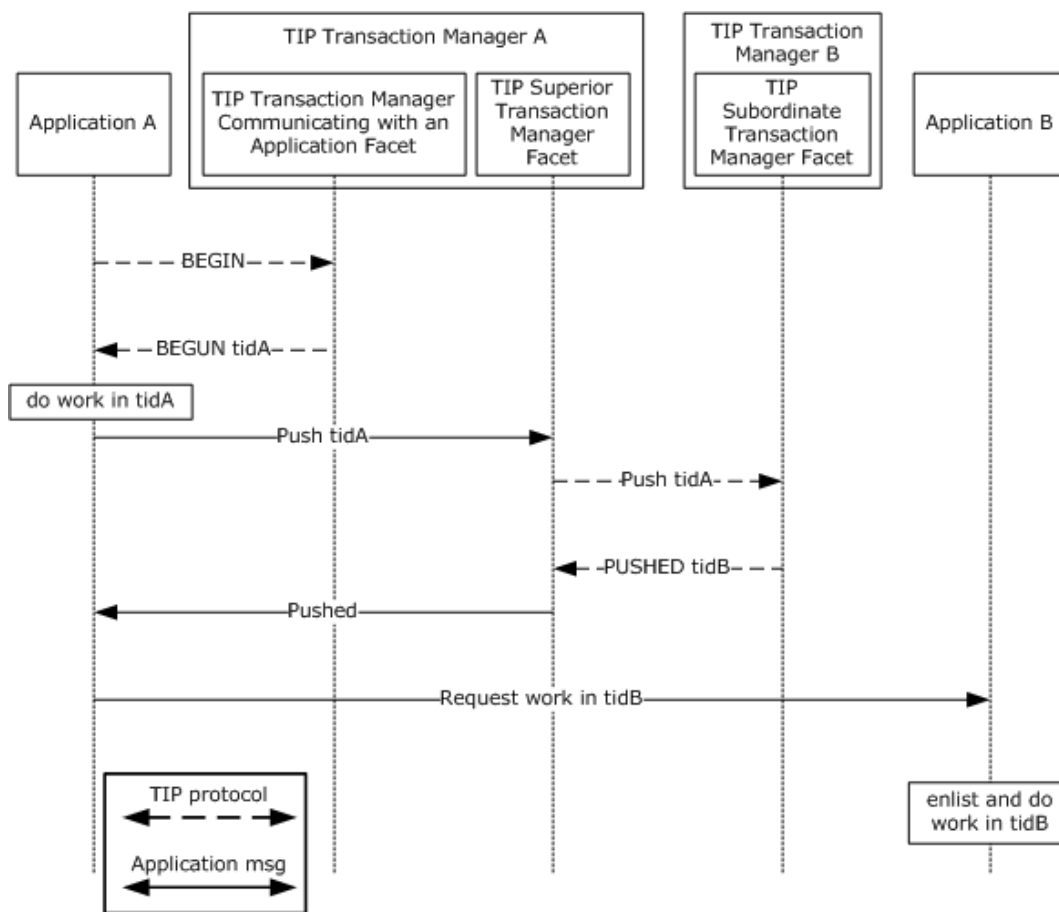 TIP Transaction Manager A
TIP Transaction
Manager B
Application A
TIP Transaction Manager
Communicating with an
Application Facet
TIP Superior
Transaction
Manager
Facet
TIP
Subordinate
Transaction
Manager Facet
Application B
BEGIN
BEGUN tidA
do work in tidA
Push tidA
Push tidA
PUSHED tidB
Pushed
Request work in tidB
TIP protocol
Application msg
enlist and do
work in tidB